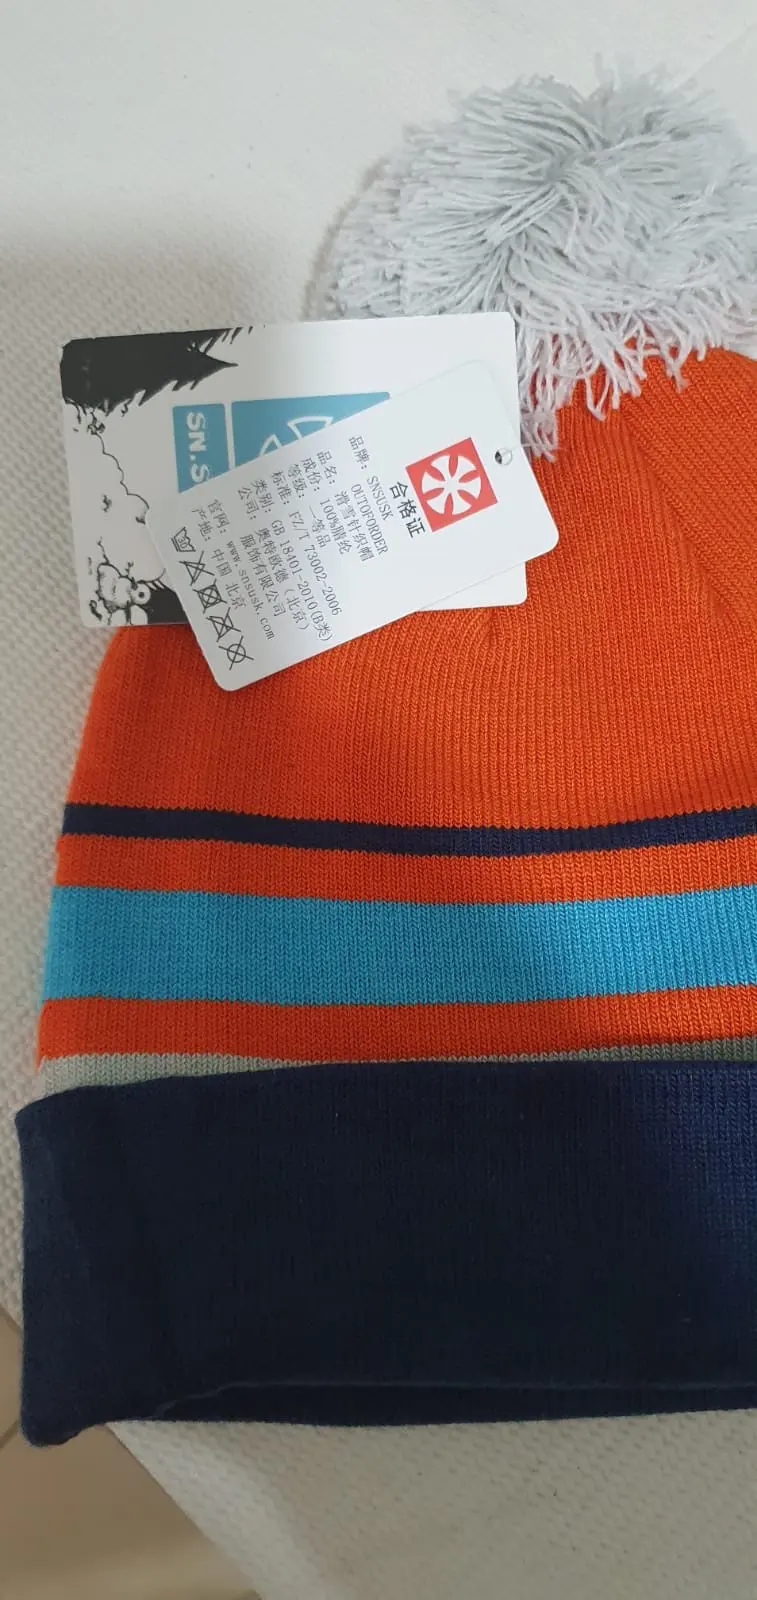 SN.S
合格证
品牌: SNSUSK
OUTOFORDER
品名: 滑雪针织帽
成份: 100%腈纶
等级: 一等品
标准: FZ/T 73002-2006
类别: GB 18401-2010(B类)
公司: 奥特欧德(北京)
服饰有限公司
官网: www.snsusk.com
产地: 中国 北京